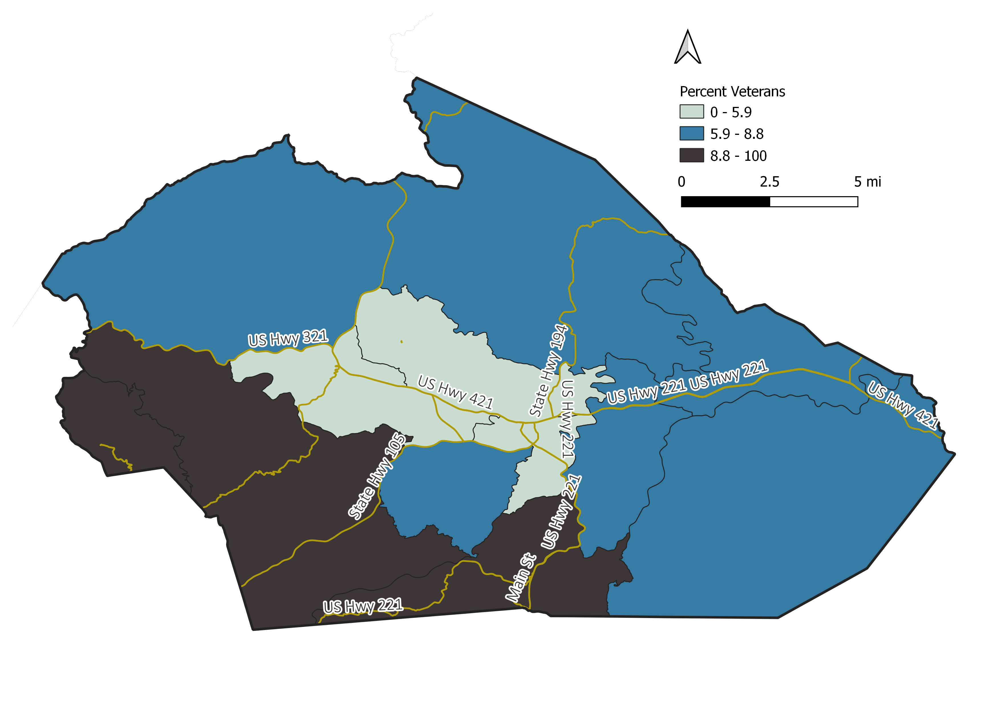 Percent Veterans
0 - 5.9
5.9 - 8.8
8.8 - 100
0 2.5 5 mi
US Hwy 321
State Hwy 194
US Hwy 421
US Hwy 221
US Hwy 221 US Hwy 221
US Hwy 421
State Hwy 105
US Hwy 221
Main St
US Hwy 221